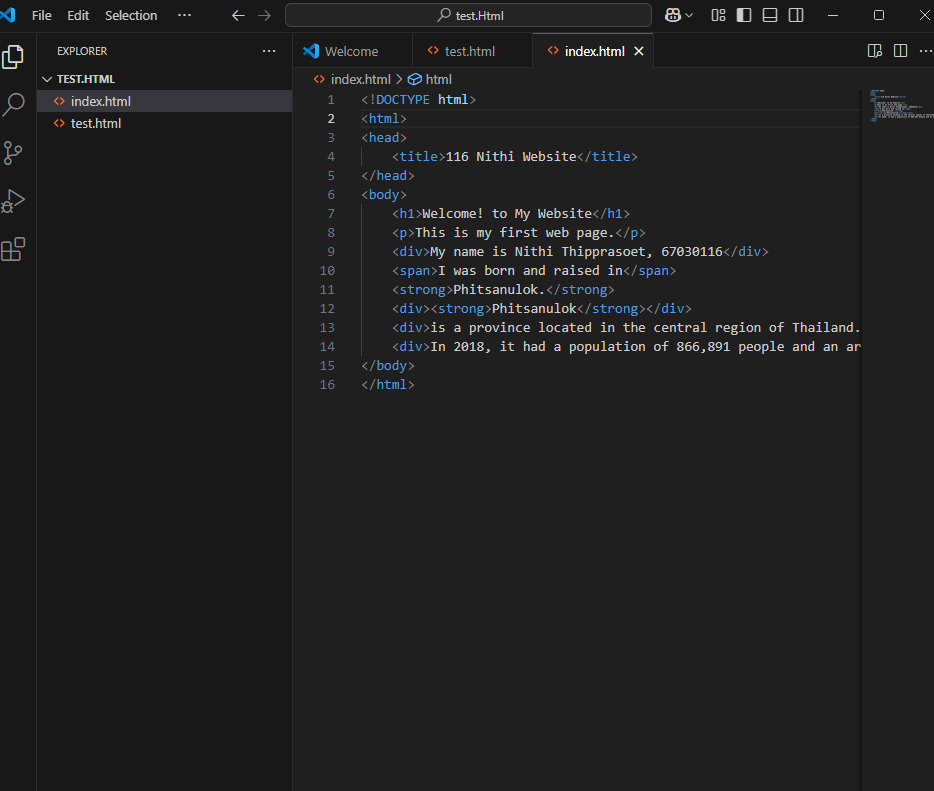 File Edit Selection ··· test.Html
EXPLORER ···
Welcome test.html index.html
TEST.HTML
index.html
test.html
index.html > html
1 <!DOCTYPE html>
2 <html>
3 <head>
4 <title>116 Nithi Website</title>
5 </head>
6 <body>
7 <h1>Welcome! to My Website</h1>
8 <p>This is my first web page.</p>
9 <div>My name is Nithi Thipprasoet, 67030116</div>
10 <span>I was born and raised in</span>
11 <strong>Phitsanulok.</strong>
12 <div><strong>Phitsanulok</strong></div>
13 <div>is a province located in the central region of Thailand.
14 <div>In 2018, it had a population of 866,891 people and an ar
15 </body>
16 </html>